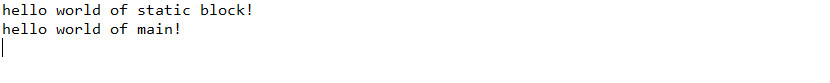 hello world of static block!
hello world of main!